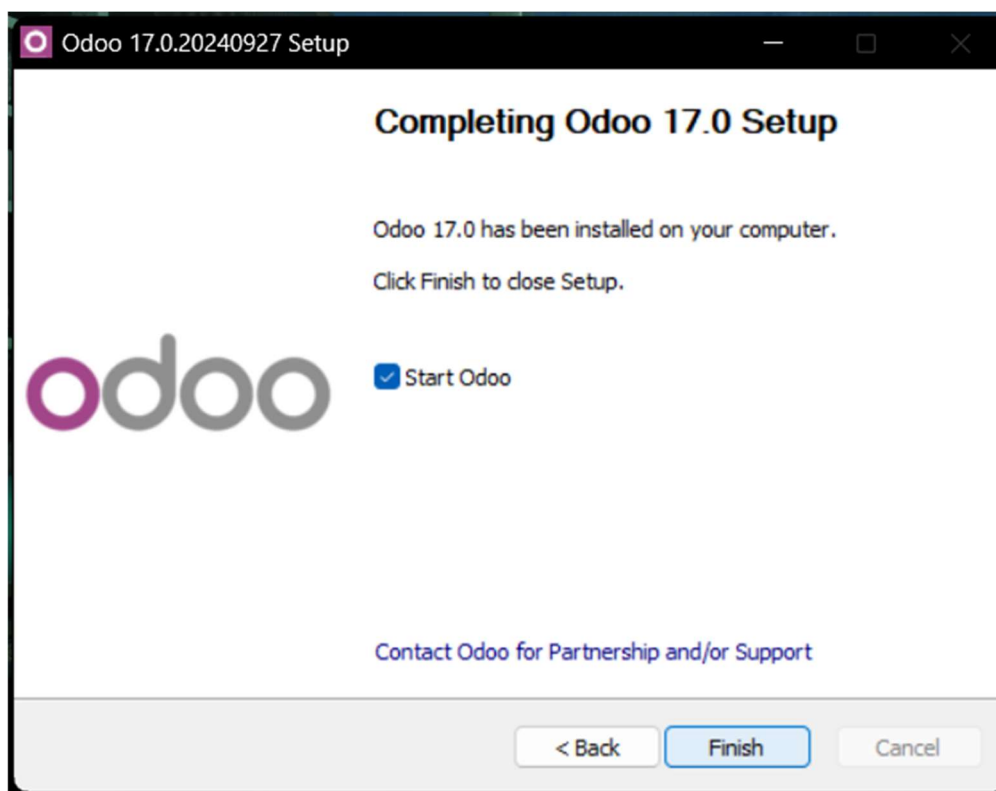 Odoo 17.0.20240927 Setup
Completing Odoo 17.0 Setup
Odoo 17.0 has been installed on your computer.
Click Finish to close Setup.
odoo
Start Odoo
Contact Odoo for Partnership and/or Support
< Back
Finish
Cancel